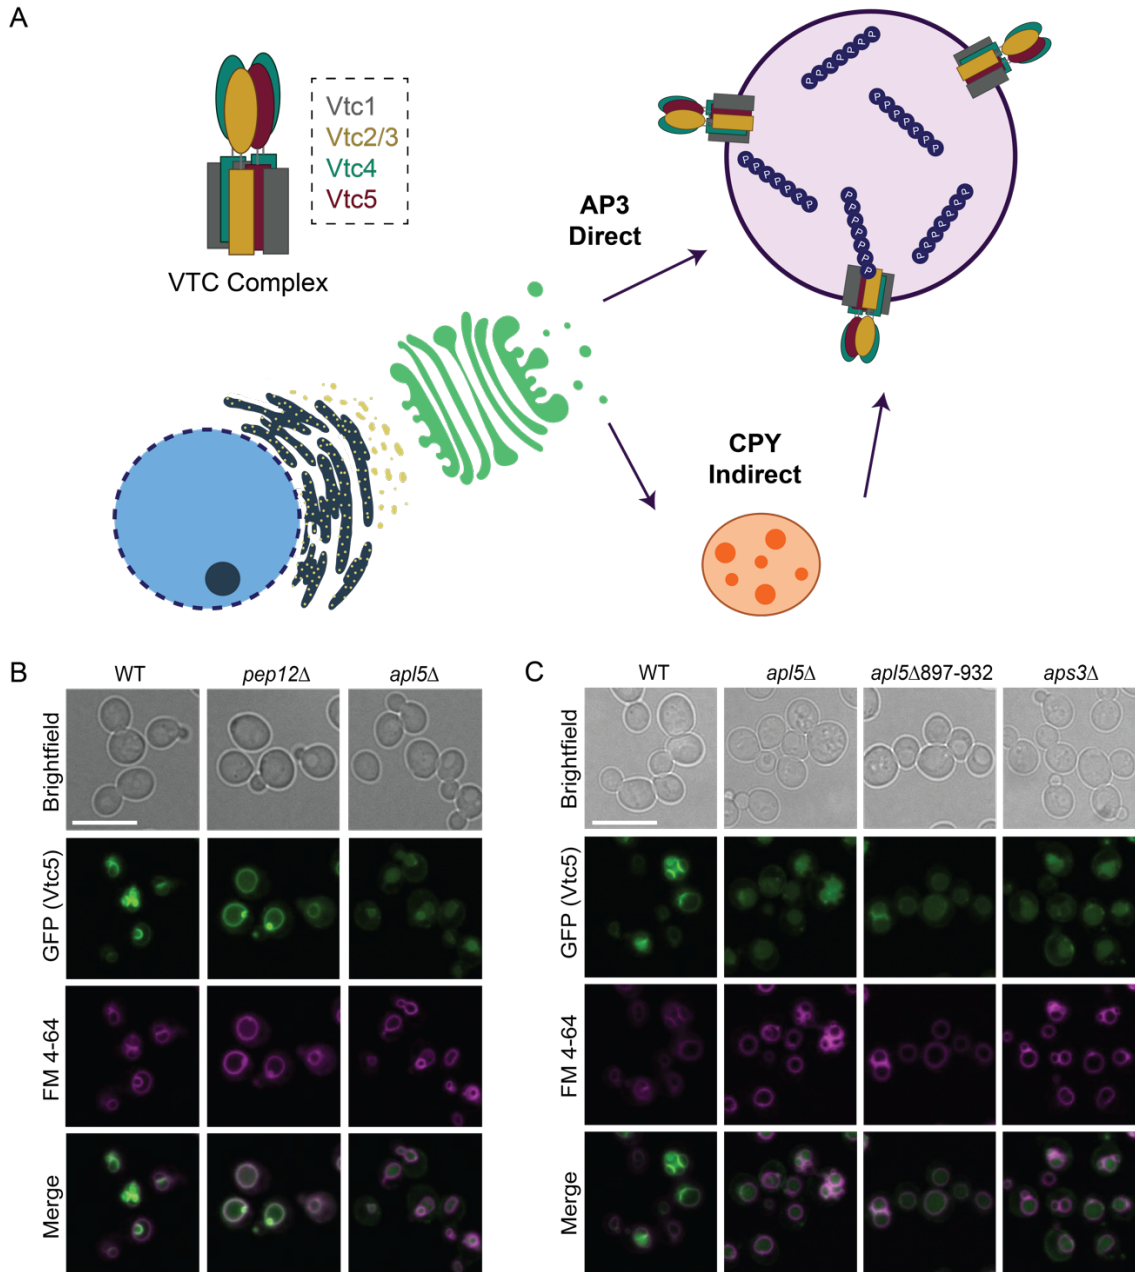 A
Vtc1
Vtc2/3
Vtc4
Vtc5
VTC Complex
AP3
Direct
CPY
Indirect
P P P P P P P
P P P P P P P
P P P P P P P
P P P P P P P
P P P P P P P
B
WT
pep12Δ
apl5Δ
Brightfield
GFP (Vtc5)
FM 4-64
Merge
C
WT
apl5Δ
apl5Δ897-932
aps3Δ
Brightfield
GFP (Vtc5)
FM 4-64
Merge